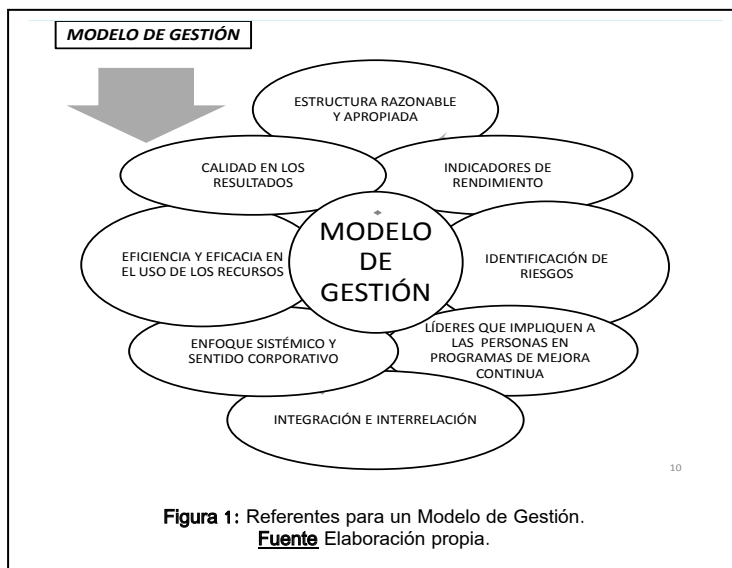 MODELO DE GESTIÓN
ESTRUCTURA RAZONABLE
Y APROPIADA
CALIDAD EN LOS
RESULTADOS
INDICADORES DE
RENDIMIENTO
MODELO
DE
GESTIÓN
EFICIENCIA Y EFICACIA EN
EL USO DE LOS RECURSOS
IDENTIFICACIÓN DE
RIESGOS
ENFOQUE SISTÉMICO Y
SENTIDO CORPORATIVO
LÍDERES QUE IMPLIQUEN A
LAS PERSONAS EN
PROGRAMAS DE MEJORA
CONTINUA
INTEGRACIÓN E INTERRELACIÓN
10
Figura 1: Referentes para un Modelo de Gestión.
Fuente Elaboración propia.